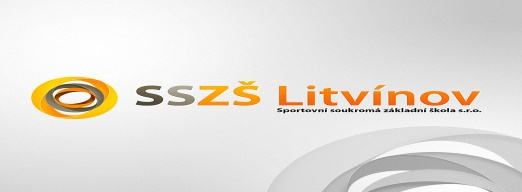 SSZŠ Litvínov
Sportovní soukromá základní škola s.r.o.